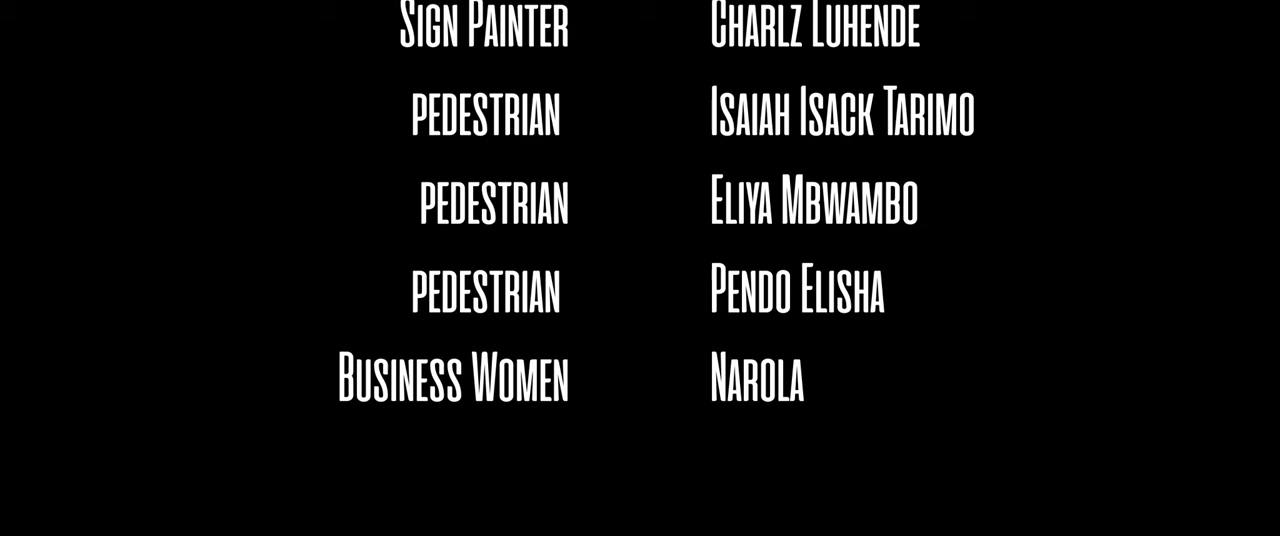 Sign Painter Charlz Luhende
pedestrian Isaiah Isack Tarimo
pedestrian Eliya Mbwambo
pedestrian Pendo Elisha
Business Women Narola